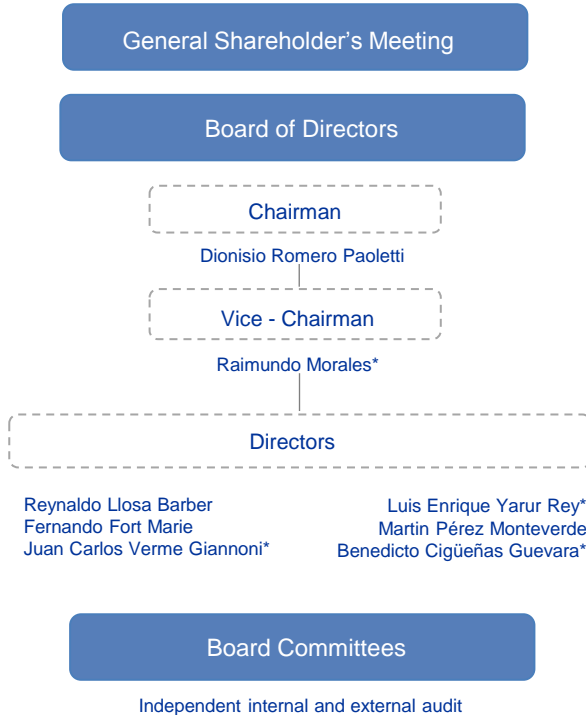 General Shareholder's Meeting
Board of Directors
Chairman
Dionisio Romero Paoletti
Vice - Chairman
Raimundo Morales*
Directors
Reynaldo Llosa Barber
Fernando Fort Marie
Juan Carlos Verme Giannoni*
Luis Enrique Yarur Rey*
Martin Pérez Monteverde
Benedicto Cigüeñas Guevara*
Board Committees
Independent internal and external audit